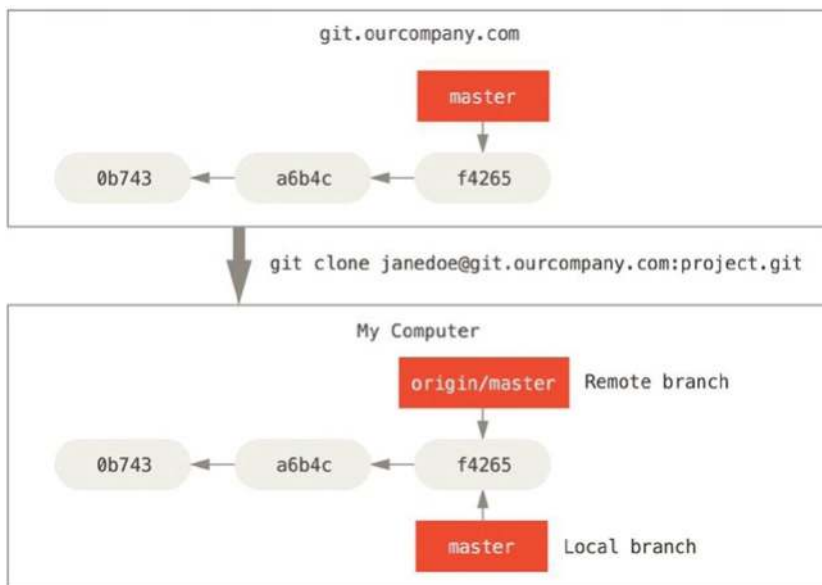 git.ourcompany.com
master
0b743 a6b4c f4265
git clone janedoe@git.ourcompany.com:project.git
My Computer
origin/master Remote branch
0b743 a6b4c f4265
master Local branch